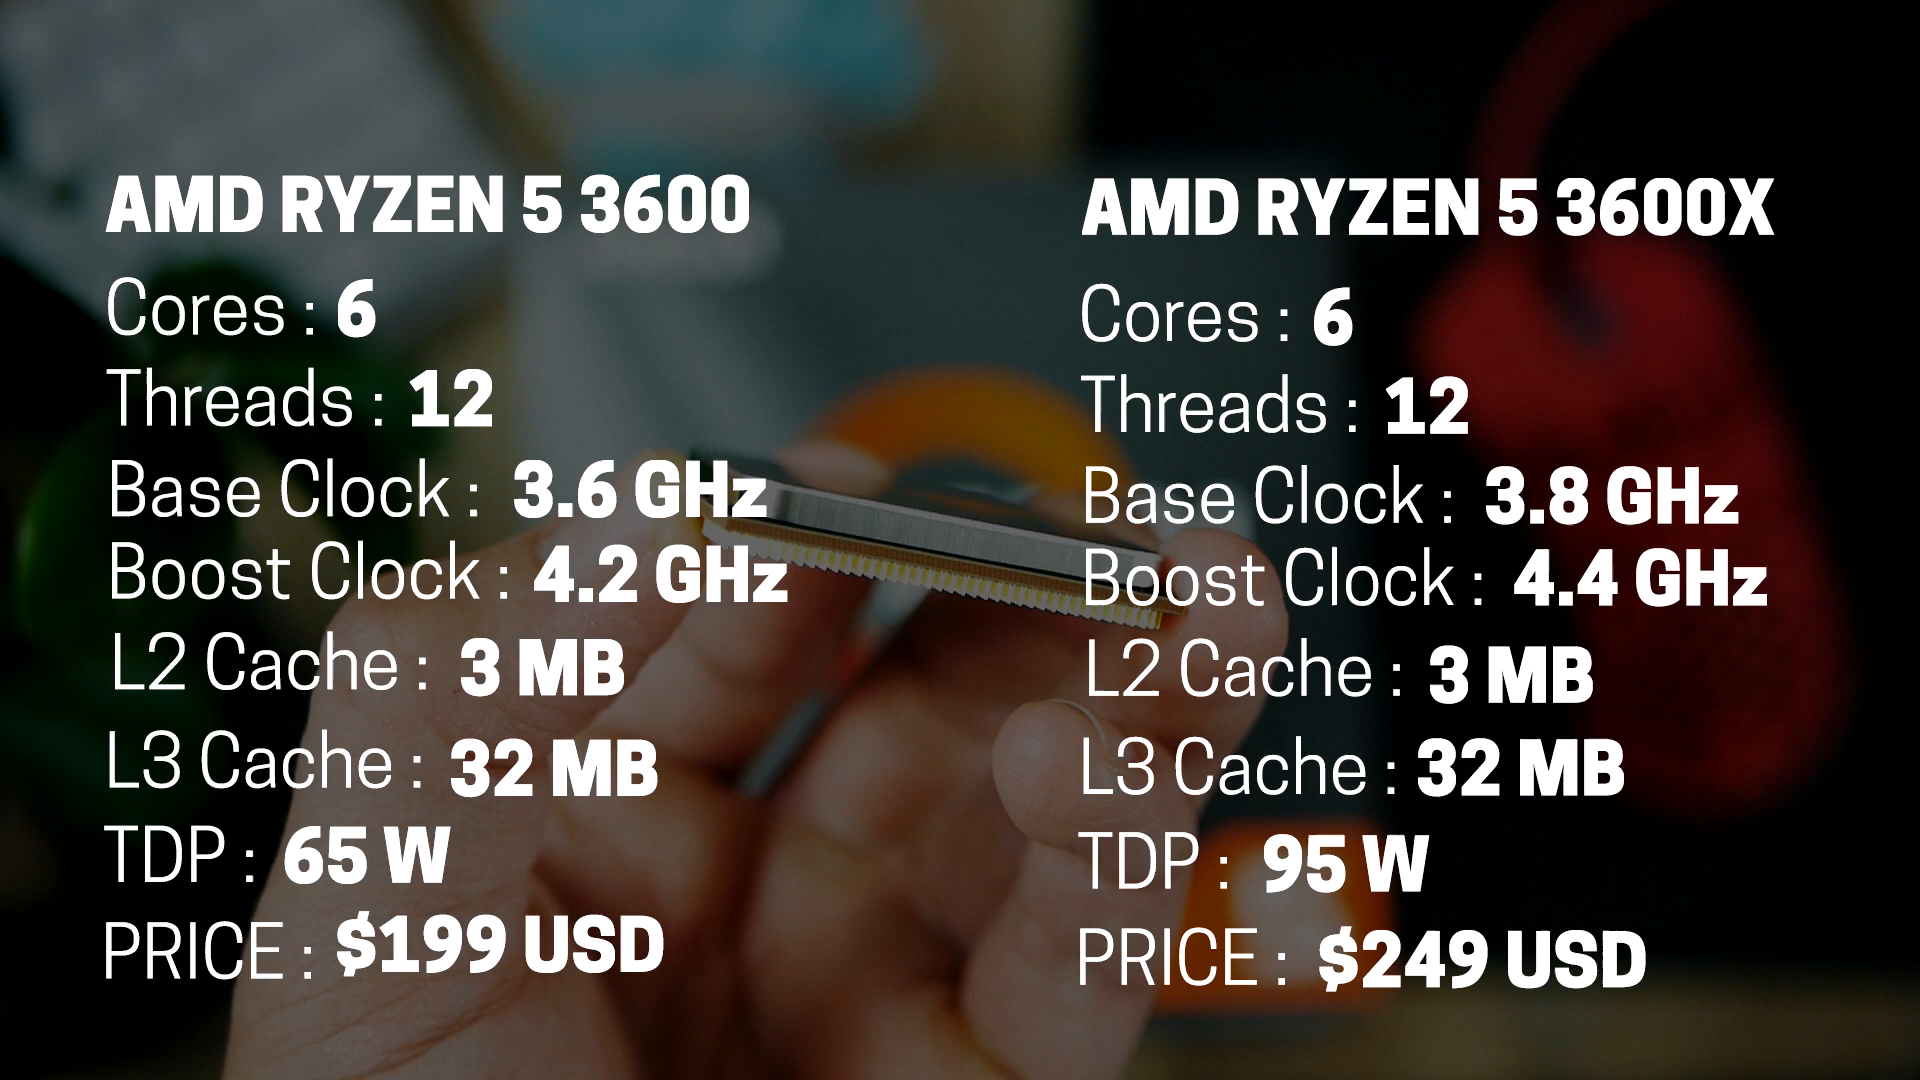 AMD RYZEN 5 3600
Cores : 6
Threads : 12
Base Clock : 3.6 GHz
Boost Clock : 4.2 GHz
L2 Cache : 3 MB
L3 Cache : 32 MB
TDP : 65 W
PRICE : $199 USD
AMD RYZEN 5 3600X
Cores : 6
Threads : 12
Base Clock : 3.8 GHz
Boost Clock : 4.4 GHz
L2 Cache : 3 MB
L3 Cache : 32 MB
TDP : 95 W
PRICE : $249 USD